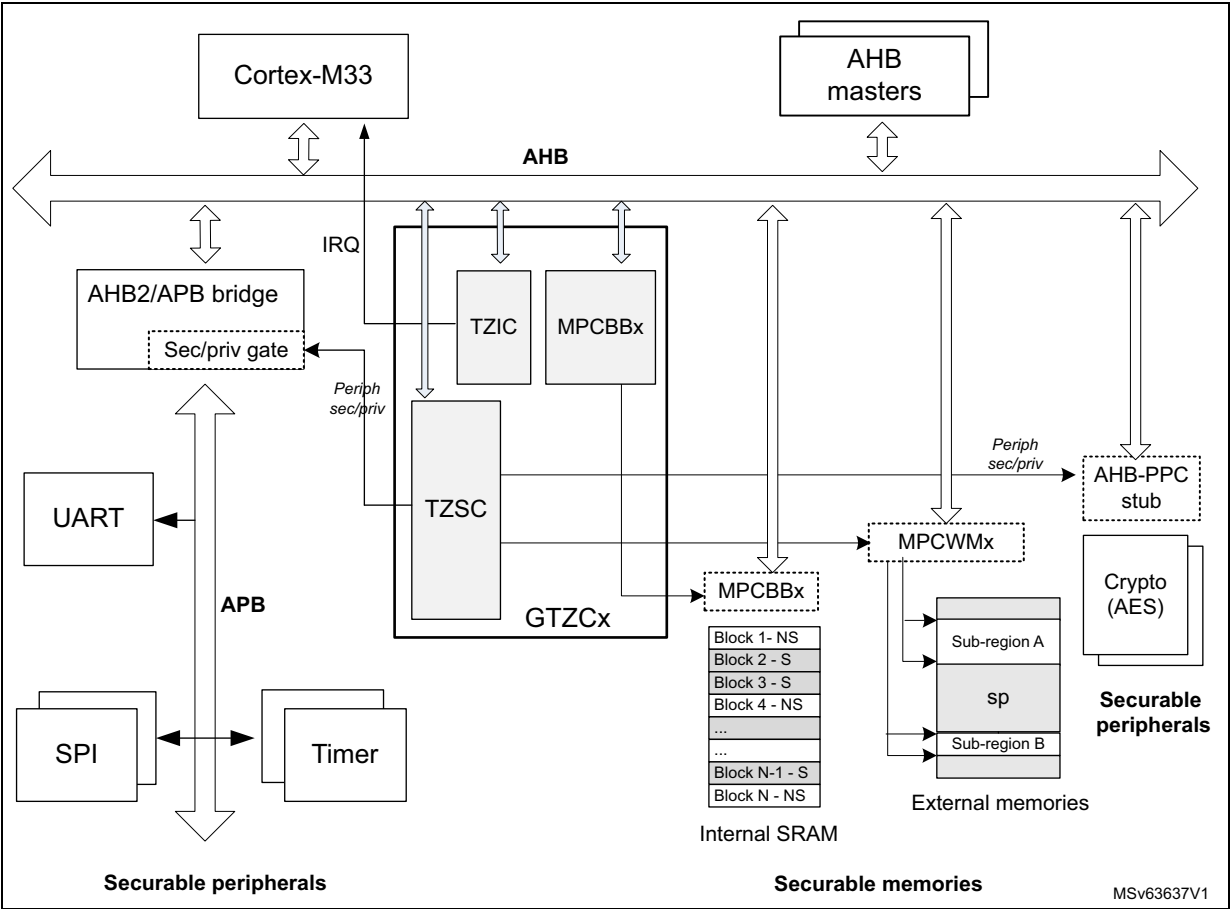 Cortex-M33
AHB
masters
AHB
IRQ
AHB2/APB bridge
Sec/priv gate
TZIC
MPCBBx
Periph
sec/priv
TZSC
GTZCx
Periph
sec/priv
AHB-PPC
stub
UART
MPCWMx
MPCBBx
APB
Crypto
(AES)
Block 1- NS
Block 2 - S
Block 3 - S
Block 4 - NS
...
...
Block N-1 - S
Block N - NS
Internal SRAM
Sub-region A
sp
Sub-region B
External memories
Securable
peripherals
SPI
Timer
Securable peripherals
Securable memories
MSv63637V1